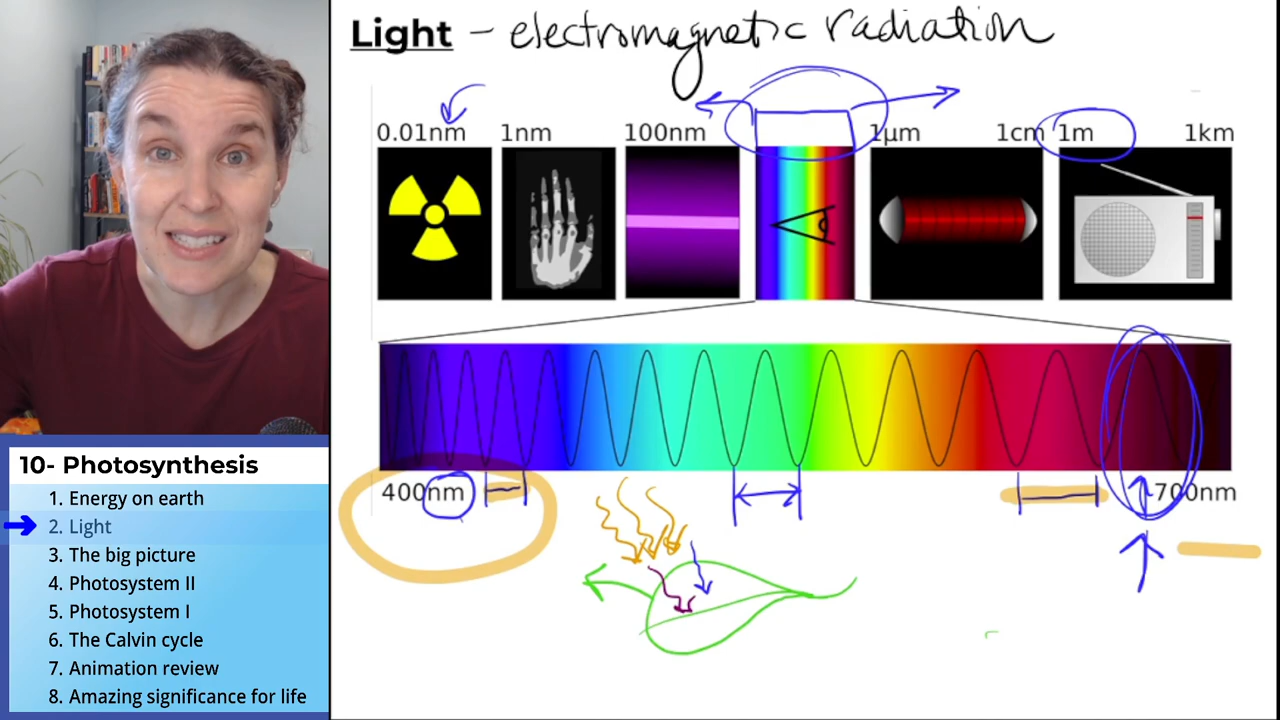 Light - electromagnetic radiation
0.01nm 1nm 100nm 1μm 1cm 1m 1km
400nm 700nm
10- Photosynthesis
1. Energy on earth
2. Light
3. The big picture
4. Photosystem II
5. Photosystem I
6. The Calvin cycle
7. Animation review
8. Amazing significance for life